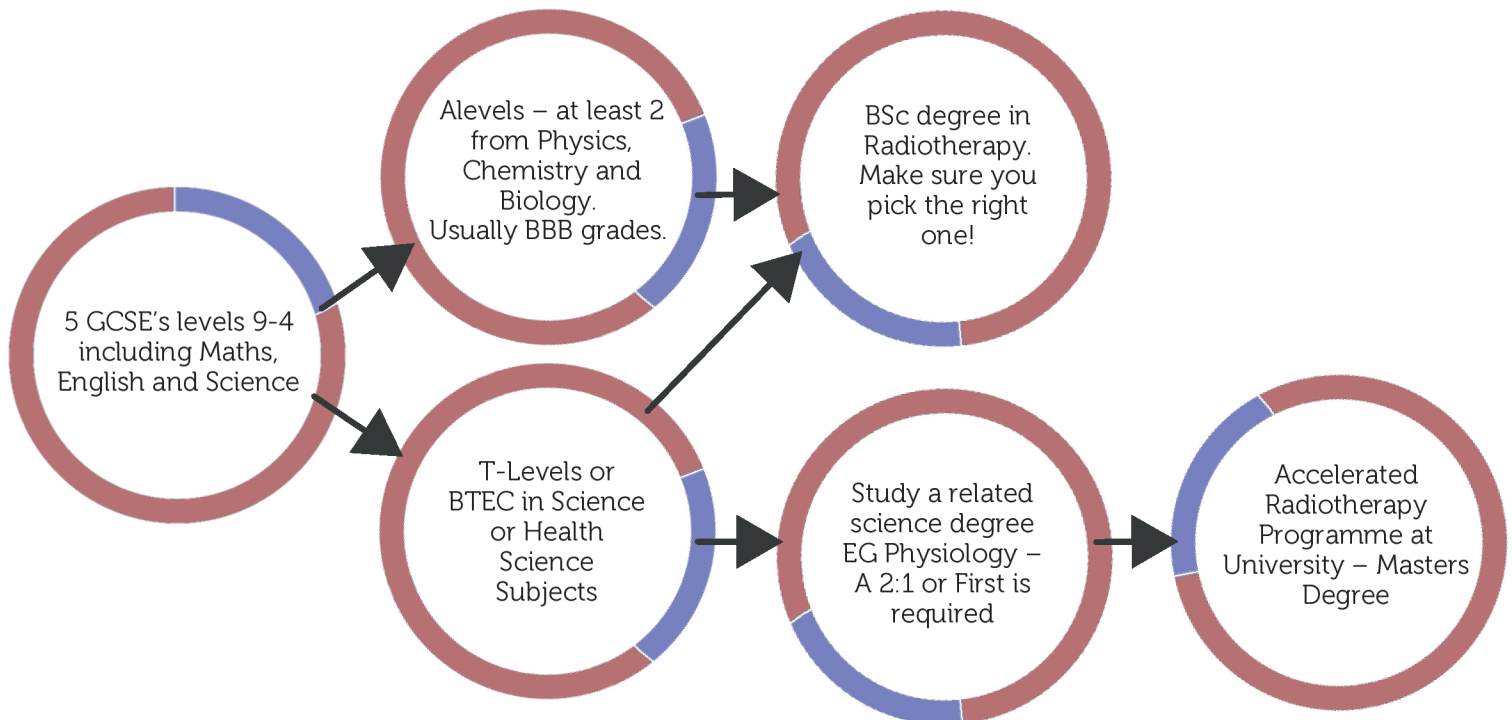 5 GCSE’s levels 9-4
including Maths,
English and Science
Alevels – at least 2
from Physics,
Chemistry and
Biology.
Usually BBB grades.
BSc degree in
Radiotherapy.
Make sure you
pick the right
one!
T-Levels or
BTEC in Science
or Health
Science
Subjects
Study a related
science degree
EG Physiology –
A 2:1 or First is
required
Accelerated
Radiotherapy
Programme at
University – Masters
Degree